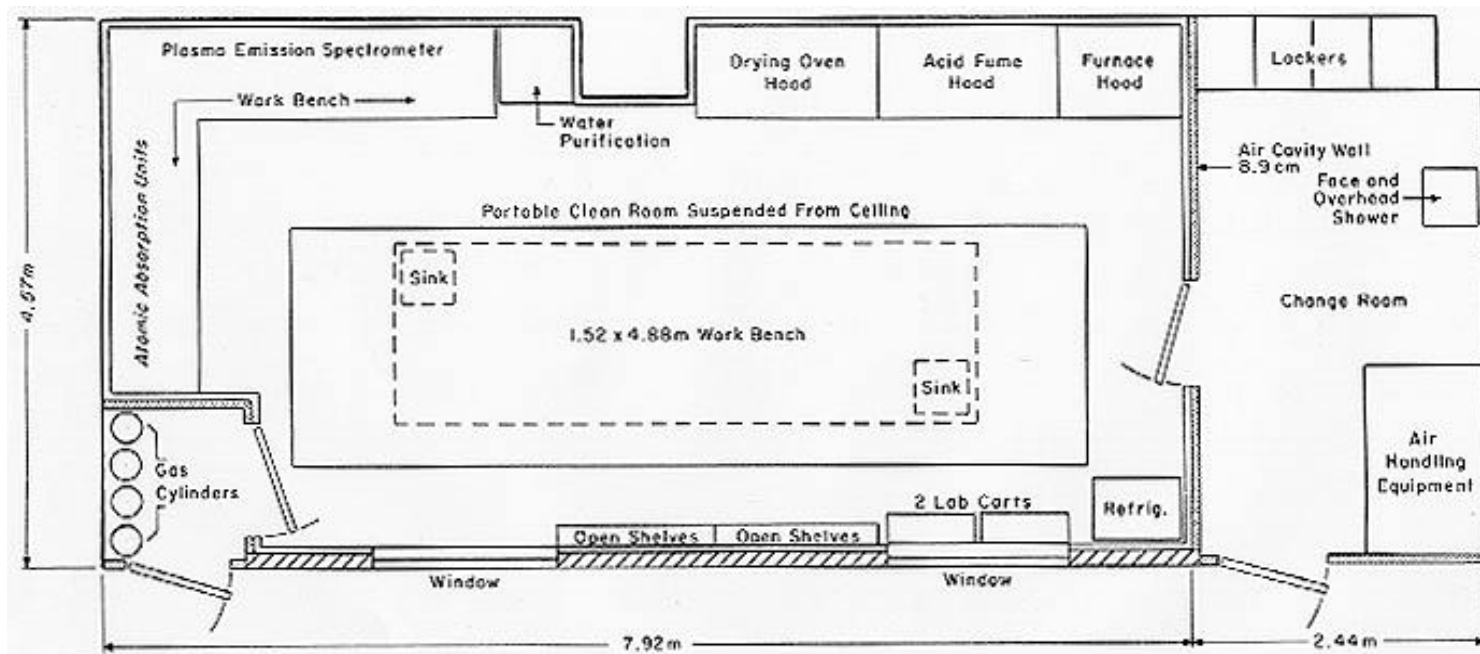 Plasma Emission Spectrometer
Work Bench
Water
Purification
Drying Oven
Hood
Acid Fume
Hood
Furnace
Hood
Lockers
Atomic Absorption Units
Air Cavity Wall
8.9 cm
Face and
Overhead
Shower
Portable Clean Room Suspended From Ceiling
Sink
1.52 x 4.88m Work Bench
Sink
Change Room
4.57m
Gas
Cylinders
Air
Handling
Equipment
2 Lab Carts
Refrig.
Open Shelves
Open Shelves
Window
Window
7.92m
2.44m